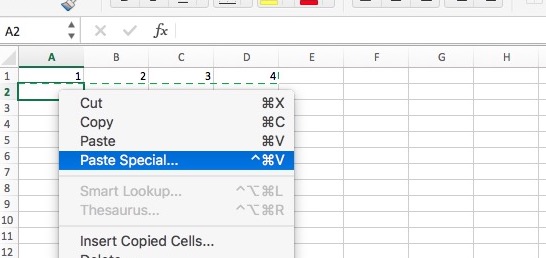 A2 fx
A B C D E F G H
1 1 2 3 4
2
3
4
5
6
7
8
9
10
11
12
Cut ⌘X
Copy ⌘C
Paste ⌘V
Paste Special... ^⌘V
Smart Lookup... ^⌥⌘L
Thesaurus... ^⌥⌘R
Insert Copied Cells...